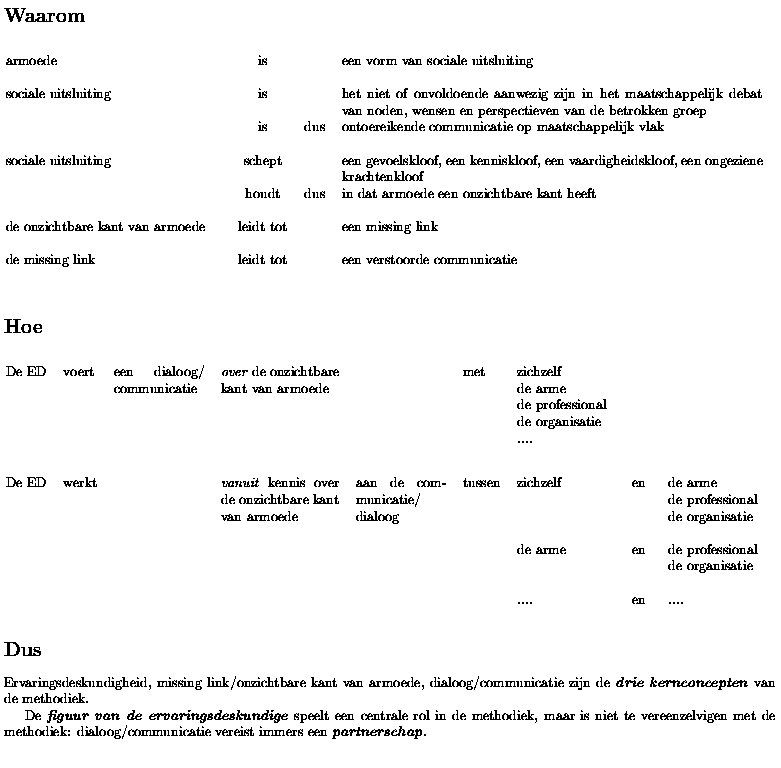 Waarom
armoede is een vorm van sociale uitsluiting
sociale uitsluiting is het niet of onvoldoende aanwezig zijn in het maatschappelijk debat
van noden, wensen en perspectieven van de betrokken groep
is dus ontoereikende communicatie op maatschappelijk vlak
sociale uitsluiting schept een gevoelskloof, een kenniskloof, een vaardigheidskloof, een ongeziene
krachtenkloof
houdt dus in dat armoede een onzichtbare kant heeft
de onzichtbare kant van armoede leidt tot een missing link
de missing link leidt tot een verstoorde communicatie
Hoe
De ED voert een dialoog/ over de onzichtbare met zichzelf
communicatie kant van armoede de arme
de professional
de organisatie
....
De ED werkt vanuit kennis over aan de com- tussen zichzelf en de arme
de onzichtbare kant municatie/ de professional
van armoede dialoog de organisatie
de arme en de professional
de organisatie
.... en ....
Dus
Ervaringsdeskundigheid, missing link/onzichtbare kant van armoede, dialoog/communicatie zijn de drie kernconcepten van
de methodiek.
De figuur van de ervaringsdeskundige speelt een centrale rol in de methodiek, maar is niet te vereenzelvigen met de
methodiek: dialoog/communicatie vereist immers een partnerschap.